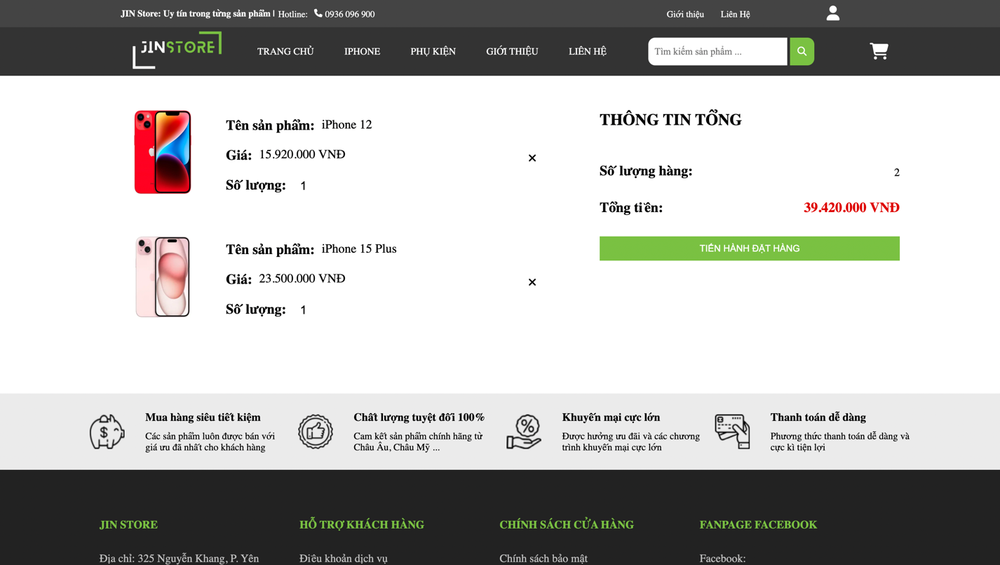 JIN Store: Uy tín trong từng sản phẩm | Hotline: 0936 096 900
Giới thiệu
Liên Hệ
JINSTORE
TRANG CHỦ
IPHONE
PHỤ KIỆN
GIỚI THIỆU
LIÊN HỆ
Tìm kiếm sản phẩm ...
Tên sản phẩm: iPhone 12
Giá: 15.920.000 VNĐ
Số lượng: 1
Tên sản phẩm: iPhone 15 Plus
Giá: 23.500.000 VNĐ
Số lượng: 1
THÔNG TIN TỔNG
Số lượng hàng: 2
Tổng tiền: 39.420.000 VNĐ
TIẾN HÀNH ĐẶT HÀNG
Mua hàng siêu tiết kiệm
Các sản phẩm luôn được bán với
giá ưu đã nhất cho khách hàng
Chất lượng tuyệt đối 100%
Cam kết sản phẩm chính hãng từ
Châu Âu, Châu Mỹ ...
Khuyến mại cực lớn
Được hưởng ưu đãi và các chương
trình khuyến mại cực lớn
Thanh toán dễ dàng
Phương thức thanh toán dễ dàng và
cực kì tiện lợi
JIN STORE
Địa chỉ: 325 Nguyễn Khang, P. Yên
HỖ TRỢ KHÁCH HÀNG
Điều khoản dịch vụ
CHÍNH SÁCH CỬA HÀNG
Chính sách bảo mật
FANPAGE FACEBOOK
Facebook: